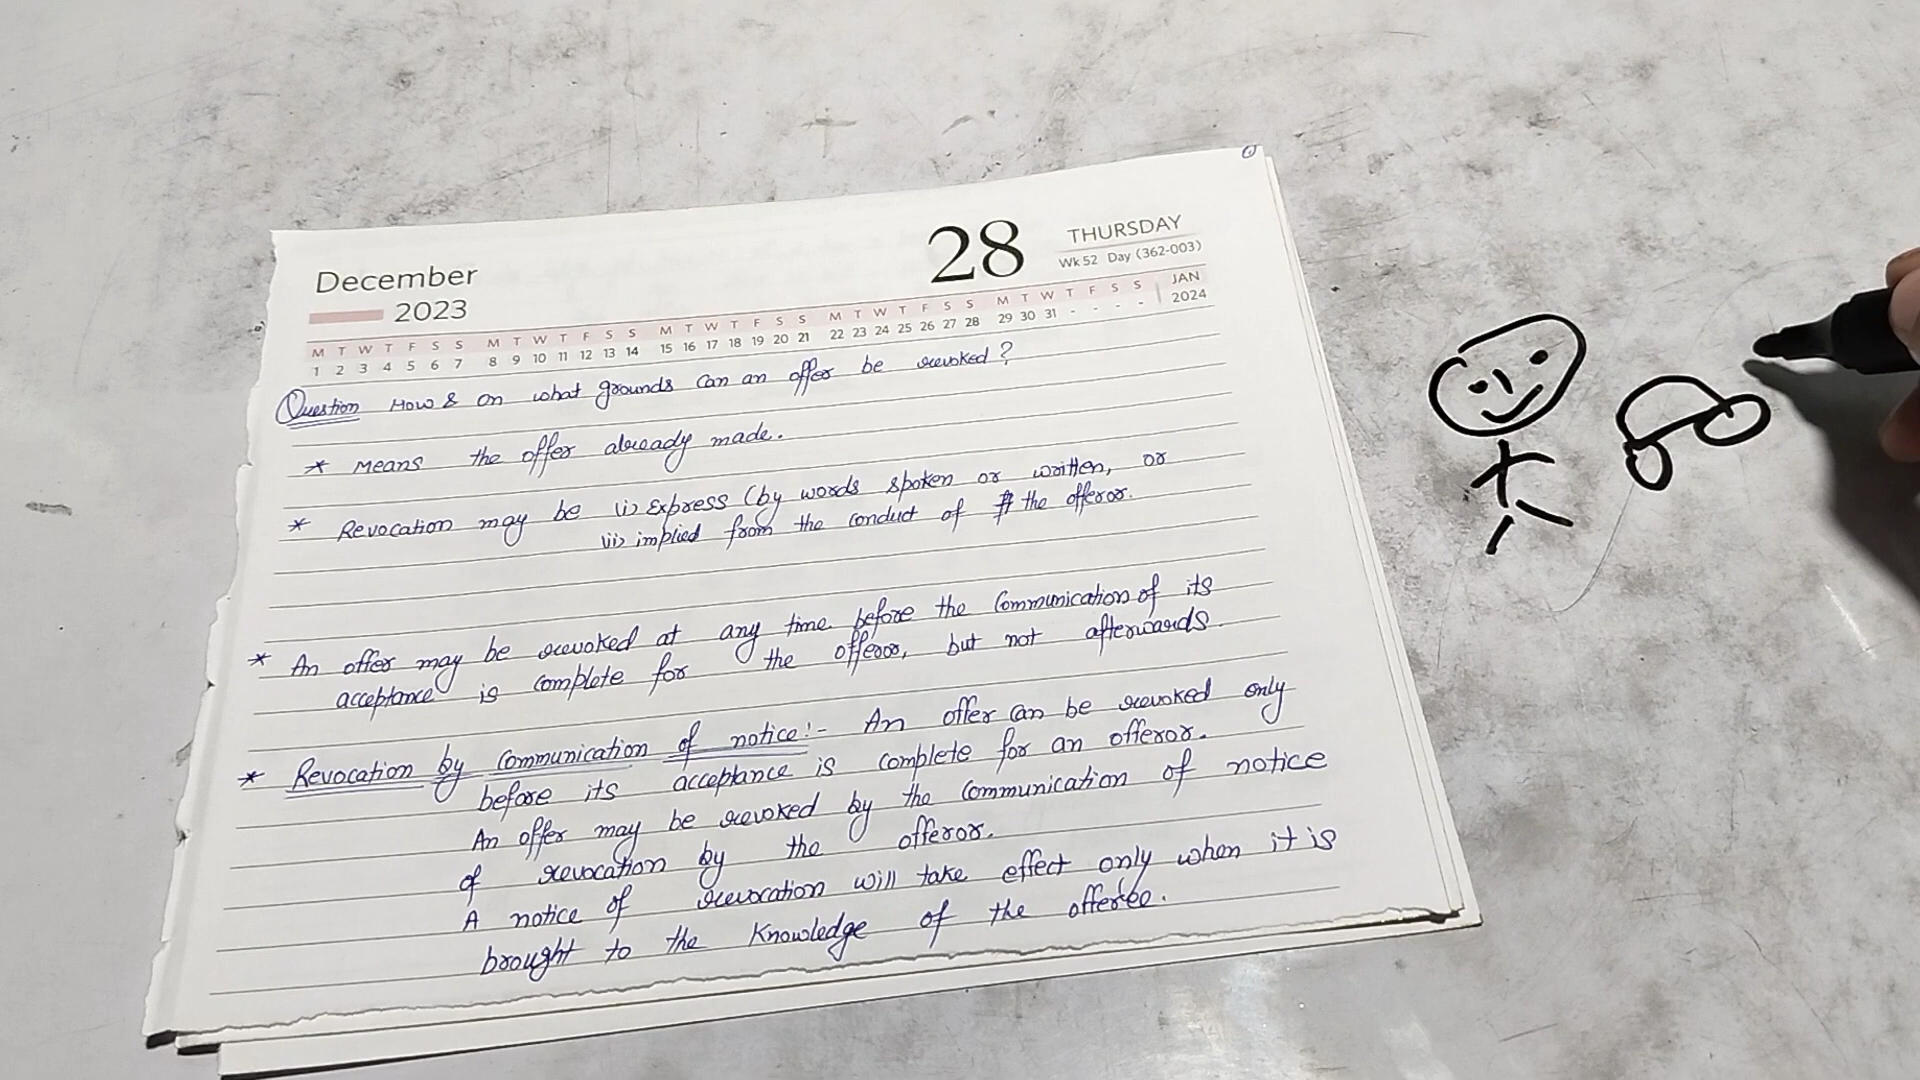 December
2023
28
THURSDAY
Wk 52 Day (362-003)
M T W T F S S M T W T F S S M T W T F S S M T W T F S S M T W T F S S JAN
1 2 3 4 5 6 7 8 9 10 11 12 13 14 15 16 17 18 19 20 21 22 23 24 25 26 27 28 29 30 31 - - - - 2024
Question How & on what grounds can an offer be revoked?
* Means the offer already made.
* Revocation may be (i) Express (by words spoken or written, or
(ii) implied from the conduct of the offeror.
* An offer may be revoked at any time before the communication of its
acceptance is complete for the offeror, but not afterwards.
* Revocation by communication of notice:- An offer can be revoked only
before its acceptance is complete for an offeror.
An offer may be revoked by the communication of notice
of revocation by the offeror.
A notice of revocation will take effect only when it is
brought to the knowledge of the offeree.